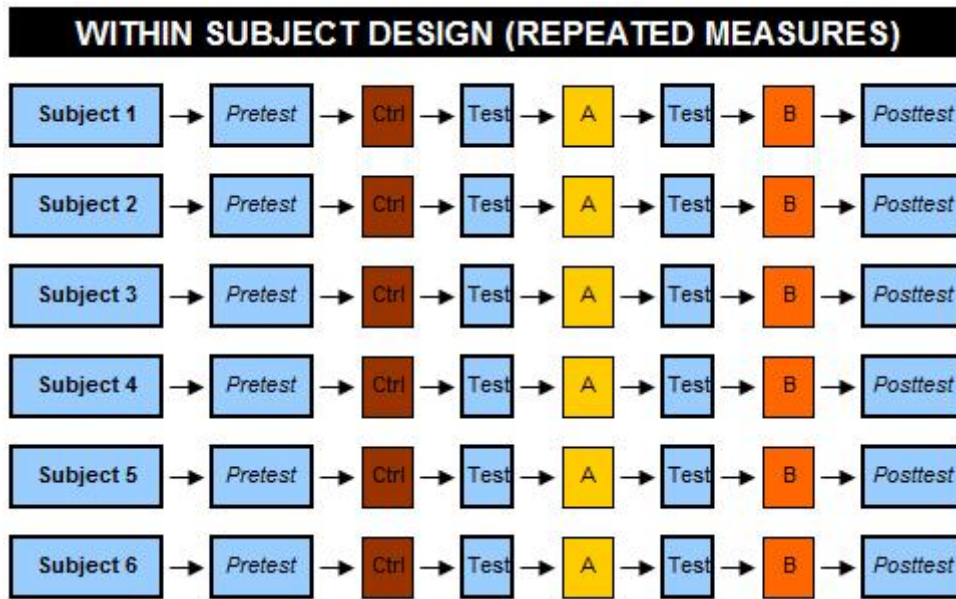 WITHIN SUBJECT DESIGN (REPEATED MEASURES)
Subject 1 Pretest Ctrl Test A Test B Posttest
Subject 2 Pretest Ctrl Test A Test B Posttest
Subject 3 Pretest Ctrl Test A Test B Posttest
Subject 4 Pretest Ctrl Test A Test B Posttest
Subject 5 Pretest Ctrl Test A Test B Posttest
Subject 6 Pretest Ctrl Test A Test B Posttest